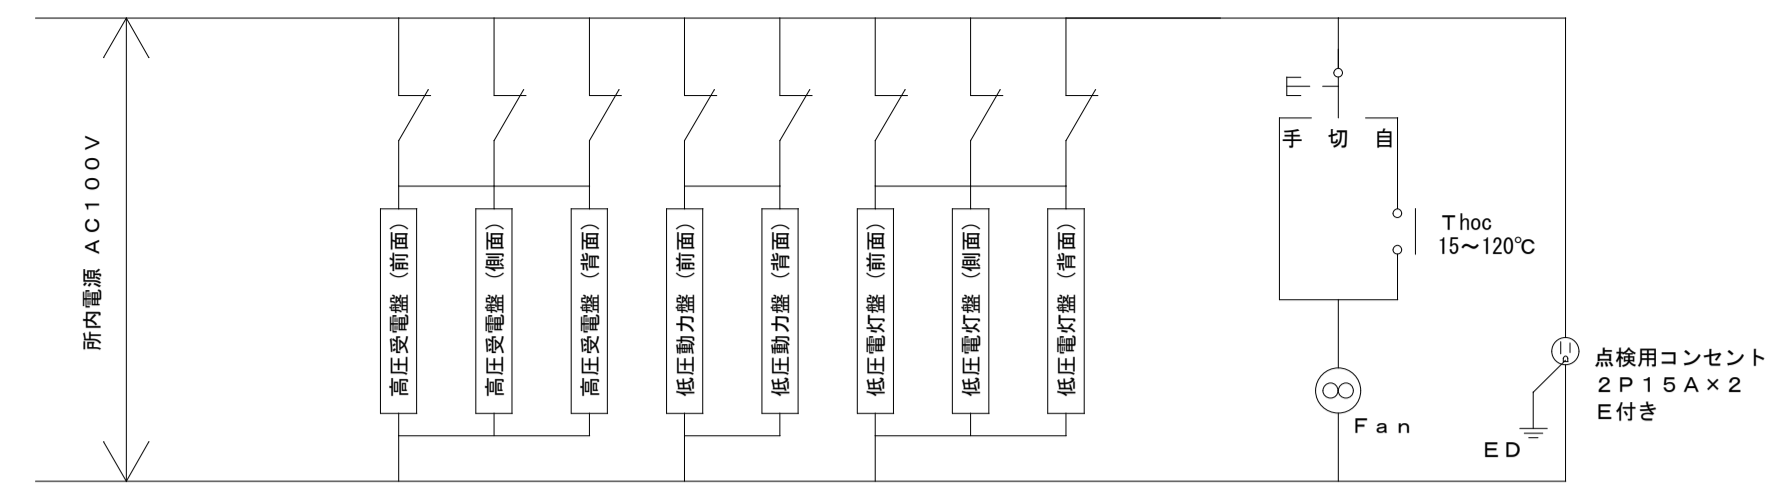 所内電源 ＡＣ１００Ｖ
高圧受電盤（前面）
高圧受電盤（側面）
高圧受電盤（背面）
低圧動力盤（前面）
低圧動力盤（背面）
低圧電灯盤（前面）
低圧電灯盤（側面）
低圧電灯盤（背面）
手 切 自
Ｔhoc
15～120℃
Ｆａｎ
点検用コンセント
２Ｐ１５Ａ×２
Ｅ付き
ＥＤ